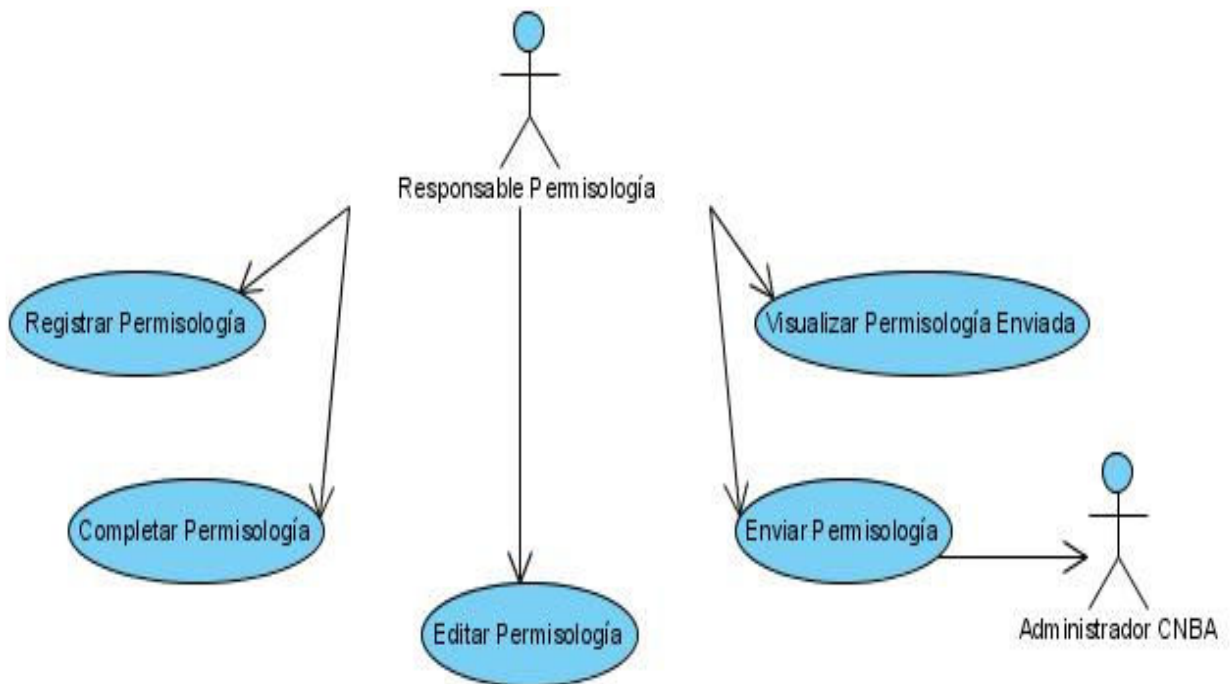 Responsable Permisología
Registrar Permisología
Visualizar Permisología Enviada
Completar Permisología
Enviar Permisología
Editar Permisología
Administrador CNBA